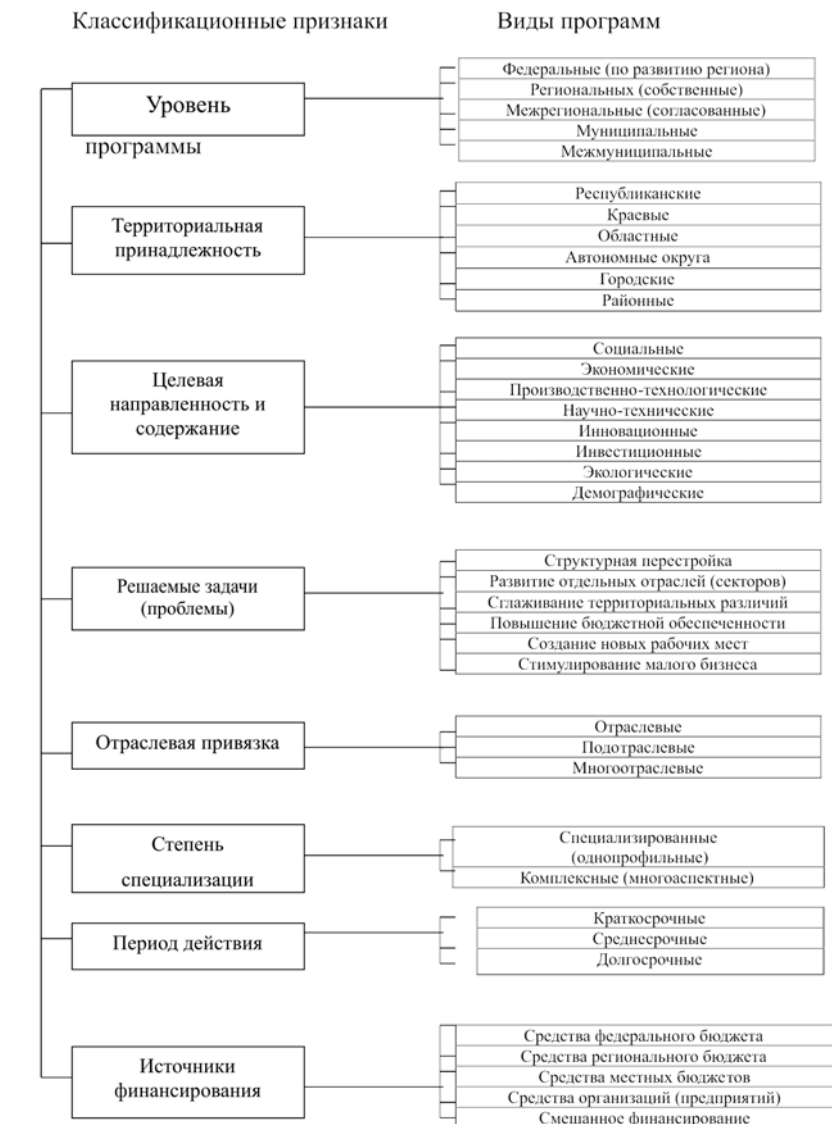 Классификационные признаки
Виды программ
Уровень
программы
Федеральные (по развитию региона)
Региональных (собственные)
Межрегиональные (согласованные)
Муниципальные
Межмуниципальные
Территориальная
принадлежность
Республиканские
Краевые
Областные
Автономные округа
Городские
Районные
Целевая
направленность и
содержание
Социальные
Экономические
Производственно-технологические
Научно-технические
Инновационные
Инвестиционные
Экологические
Демографические
Решаемые задачи
(проблемы)
Структурная перестройка
Развитие отдельных отраслей (секторов)
Сглаживание территориальных различий
Повышение бюджетной обеспеченности
Создание новых рабочих мест
Стимулирование малого бизнеса
Отраслевая привязка
Отраслевые
Подотраслевые
Многоотраслевые
Степень
специализации
Специализированные
(однопрофильные)
Комплексные (многоаспектные)
Период действия
Краткосрочные
Среднесрочные
Долгосрочные
Источники
финансирования
Средства федерального бюджета
Средства регионального бюджета
Средства местных бюджетов
Средства организаций (предприятий)
Смешанное финансирование